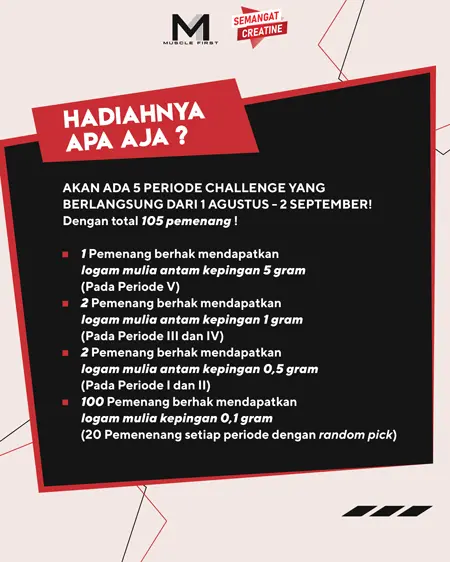 M
MUSCLE FIRST
SEMANGAT
CREATINE
HADIAHNYA
APA AJA ?
AKAN ADA 5 PERIODE CHALLENGE YANG
BERLANGSUNG DARI 1 AGUSTUS - 2 SEPTEMBER!
Dengan total 105 pemenang !
1 Pemenang berhak mendapatkan
logam mulia antam kepingan 5 gram
(Pada Periode V)
2 Pemenang berhak mendapatkan
logam mulia antam kepingan 1 gram
(Pada Periode III dan IV)
2 Pemenang berhak mendapatkan
logam mulia antam kepingan 0,5 gram
(Pada Periode I dan II)
100 Pemenang berhak mendapatkan
logam mulia kepingan 0,1 gram
(20 Pemenenang setiap periode dengan random pick)